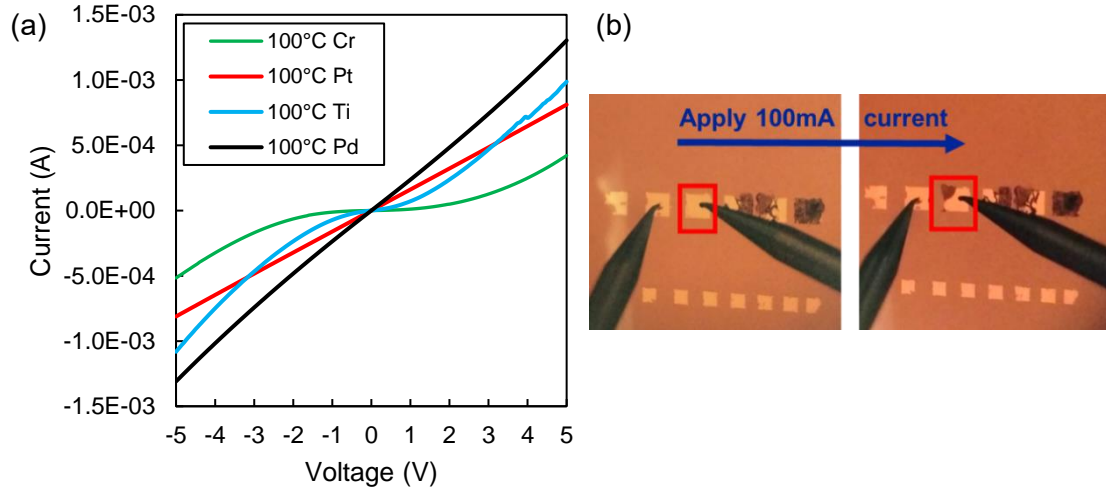 (a)
1.5E-03
1.0E-03
5.0E-04
0.0E+00
-5.0E-04
-1.0E-03
-1.5E-03
Current (A)
100°C Cr
100°C Pt
100°C Ti
100°C Pd
-5 -4 -3 -2 -1 0 1 2 3 4 5
Voltage (V)
(b)
Apply 100mA current